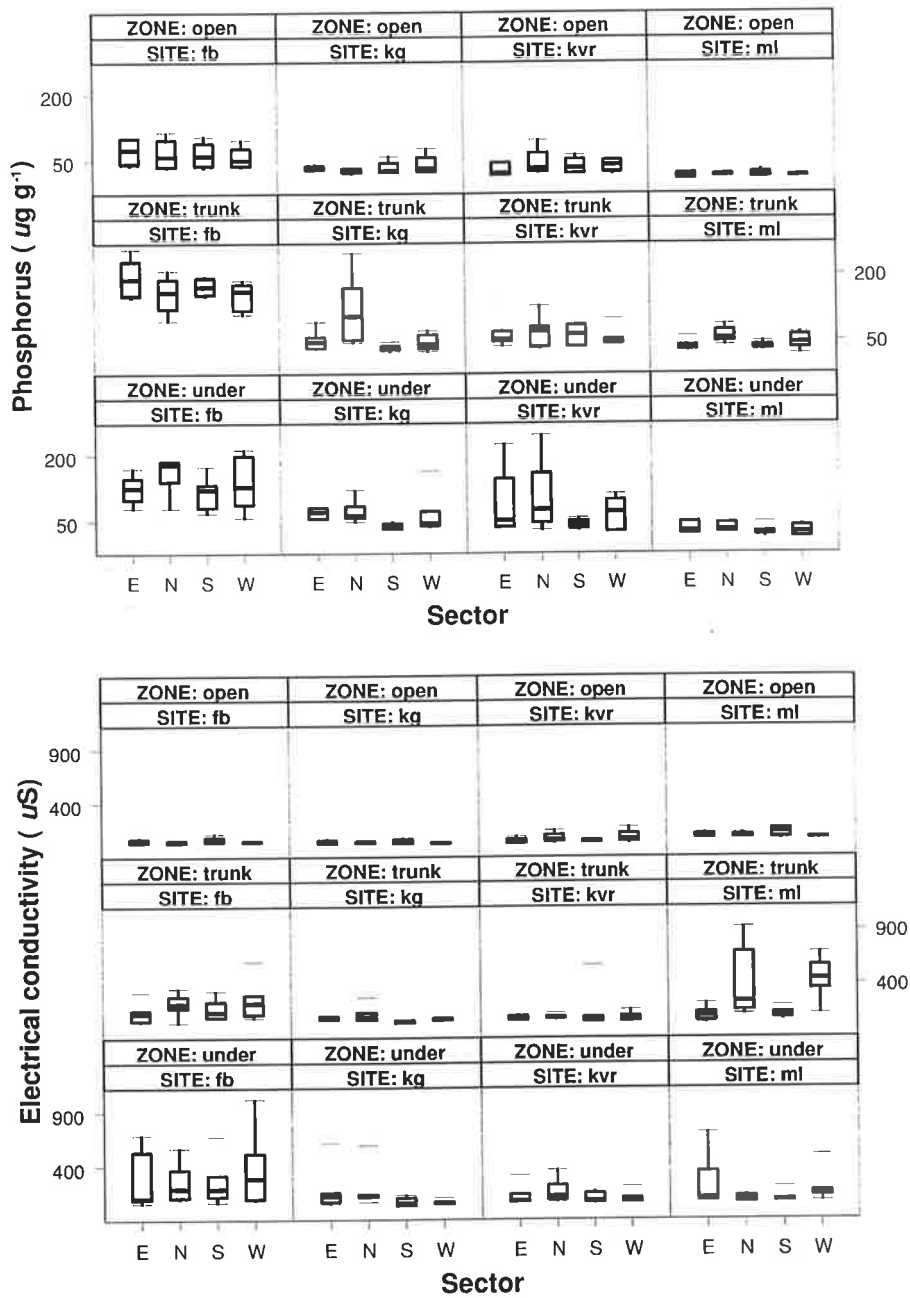 ZONE: open ZONE: open ZONE: open ZONE: open
SITE: fb SITE: kg SITE: kvr SITE: ml
200
50
ZONE: trunk ZONE: trunk ZONE: trunk ZONE: trunk
SITE: fb SITE: kg SITE: kvr SITE: ml
200
50
ZONE: under ZONE: under ZONE: under ZONE: under
SITE: fb SITE: kg SITE: kvr SITE: ml
200
50
Phosphorus ( ug g-1)
E N S W E N S W E N S W E N S W
Sector
ZONE: open ZONE: open ZONE: open ZONE: open
SITE: fb SITE: kg SITE: kvr SITE: ml
900
400
ZONE: trunk ZONE: trunk ZONE: trunk ZONE: trunk
SITE: fb SITE: kg SITE: kvr SITE: ml
900
400
ZONE: under ZONE: under ZONE: under ZONE: under
SITE: fb SITE: kg SITE: kvr SITE: ml
900
400
Electrical conductivity ( uS)
E N S W E N S W E N S W E N S W
Sector